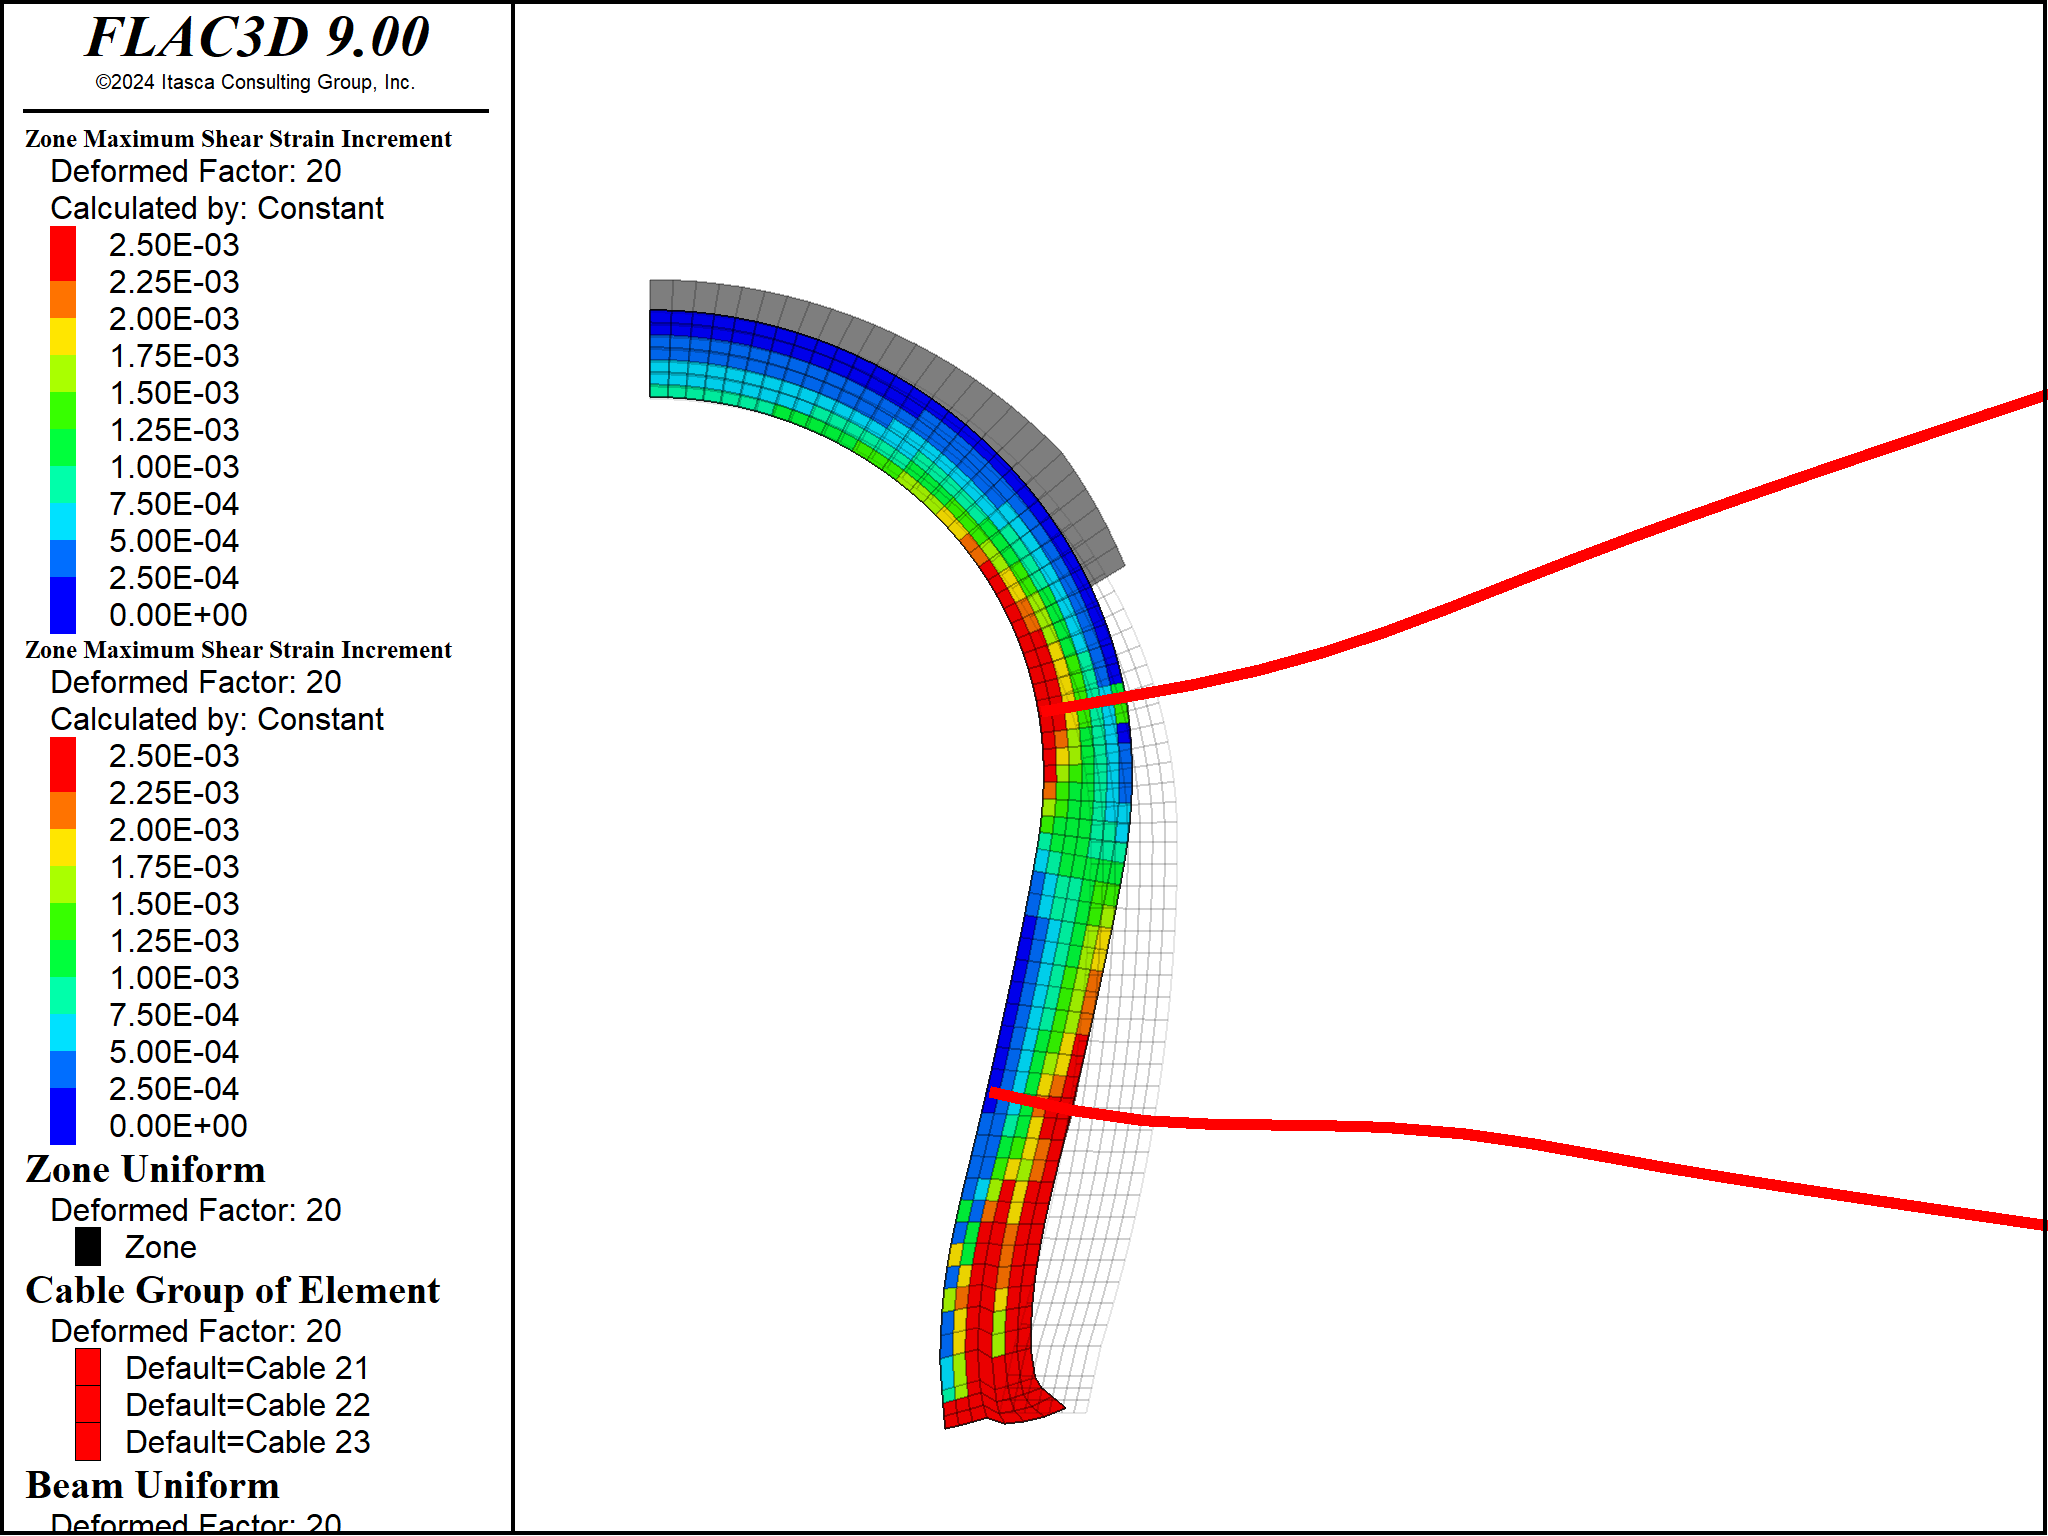 FLAC3D 9.00
©2024 Itasca Consulting Group, Inc.
Zone Maximum Shear Strain Increment
Deformed Factor: 20
Calculated by: Constant
2.50E-03
2.25E-03
2.00E-03
1.75E-03
1.50E-03
1.25E-03
1.00E-03
7.50E-04
5.00E-04
2.50E-04
0.00E+00
Zone Maximum Shear Strain Increment
Deformed Factor: 20
Calculated by: Constant
2.50E-03
2.25E-03
2.00E-03
1.75E-03
1.50E-03
1.25E-03
1.00E-03
7.50E-04
5.00E-04
2.50E-04
0.00E+00
Zone Uniform
Deformed Factor: 20
Zone
Cable Group of Element
Deformed Factor: 20
Default=Cable 21
Default=Cable 22
Default=Cable 23
Beam Uniform
Deformed Factor: 20